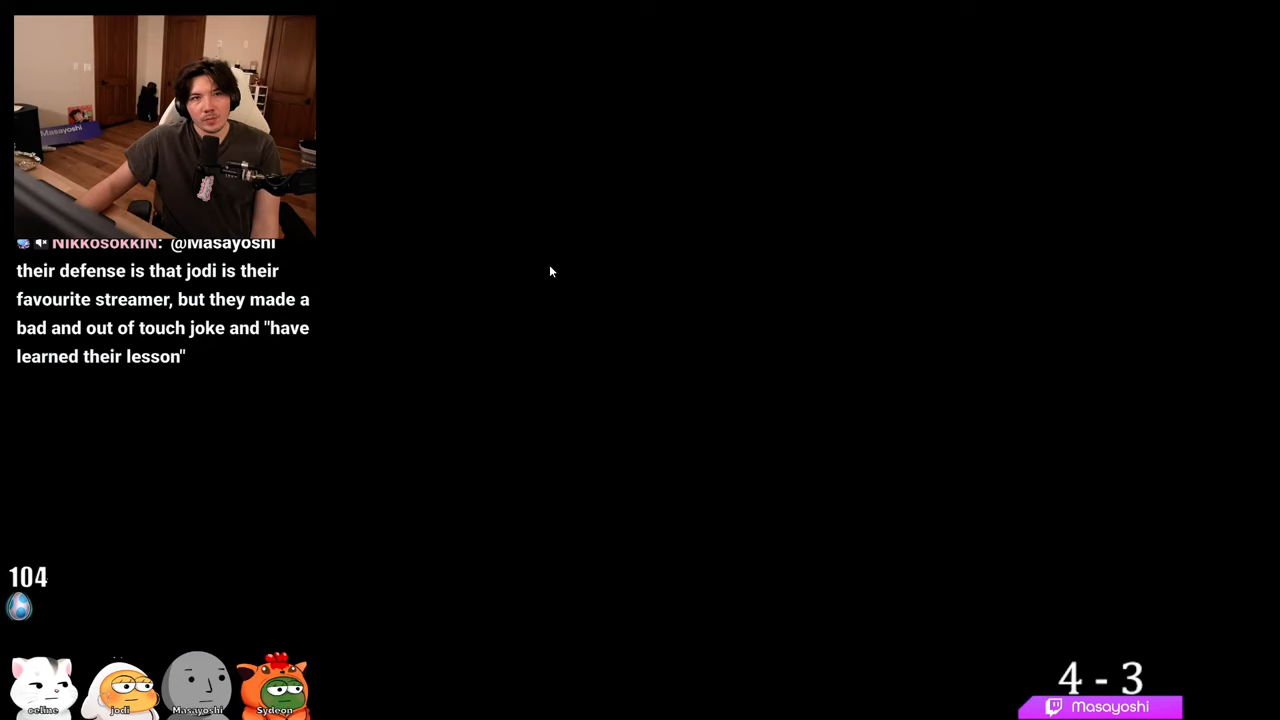 Masayoshi
NikkosokkiN: @Masayoshi
their defense is that jodi is their
favourite streamer, but they made a
bad and out of touch joke and "have
learned their lesson"
104
celine
jodi
Masayoshi
Sydeon
4 - 3
Masayoshi